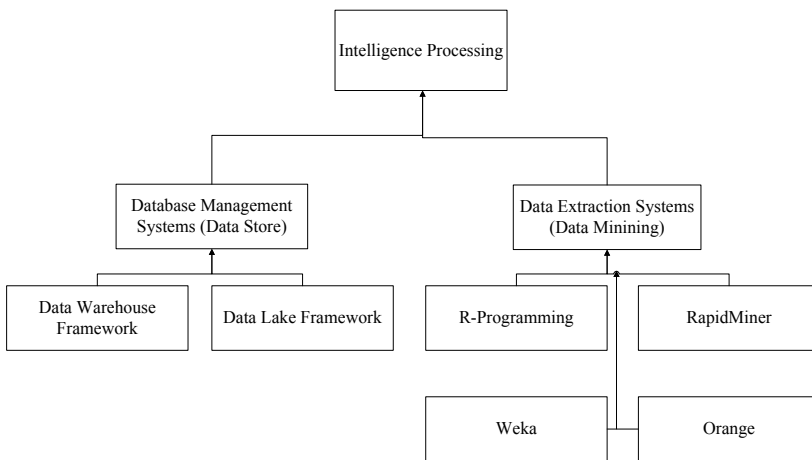 Intelligence Processing
Database Management
Systems (Data Store)
Data Extraction Systems
(Data Minining)
Data Warehouse
Framework
Data Lake Framework
R-Programming
RapidMiner
Weka
Orange